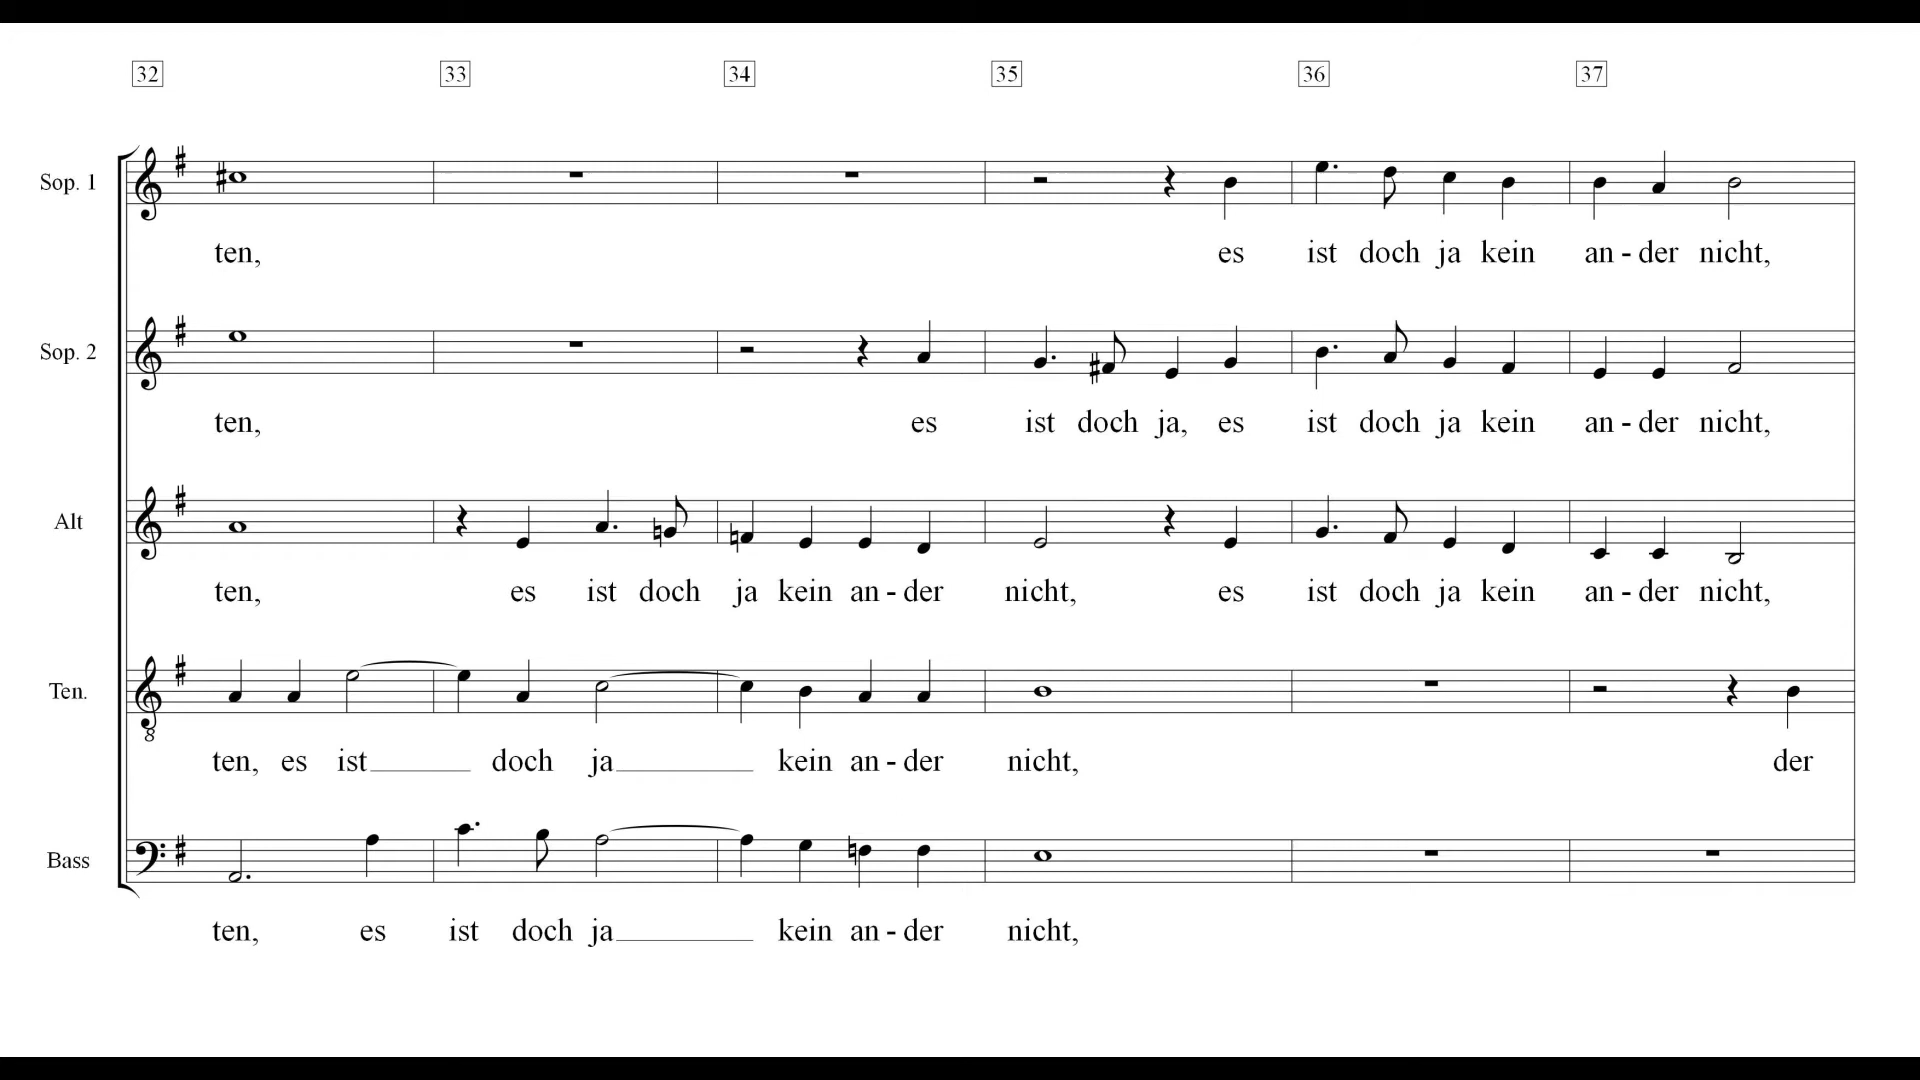 32 33 34 35 36 37
Sop. 1
ten, es ist doch ja kein an - der nicht,
Sop. 2
ten, es ist doch ja, es ist doch ja kein an - der nicht,
Alt
ten, es ist doch ja kein an - der nicht, es ist doch ja kein an - der nicht,
Ten.
8
ten, es ist doch ja kein an - der nicht, der
Bass
ten, es ist doch ja kein an - der nicht,